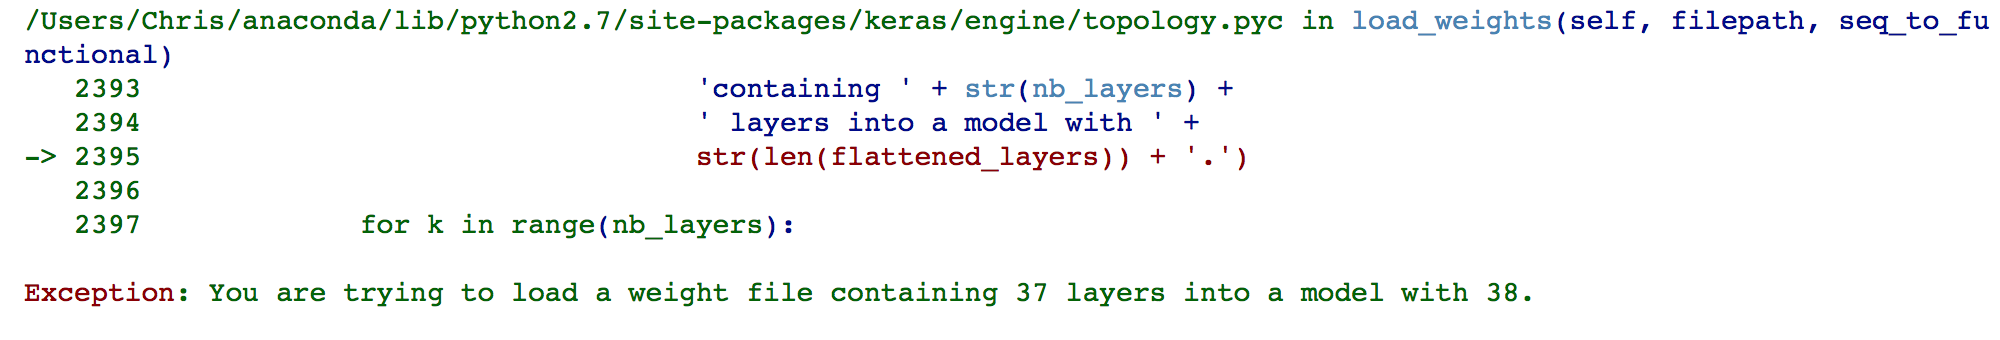 /Users/Chris/anaconda/lib/python2.7/site-packages/keras/engine/topology.pyc in load_weights(self, filepath, seq_to_fu
nctional)
   2393                                 'containing ' + str(nb_layers) +
   2394                                 ' layers into a model with ' +
-> 2395                                 str(len(flattened_layers)) + '.')
   2396
   2397             for k in range(nb_layers):
Exception: You are trying to load a weight file containing 37 layers into a model with 38.